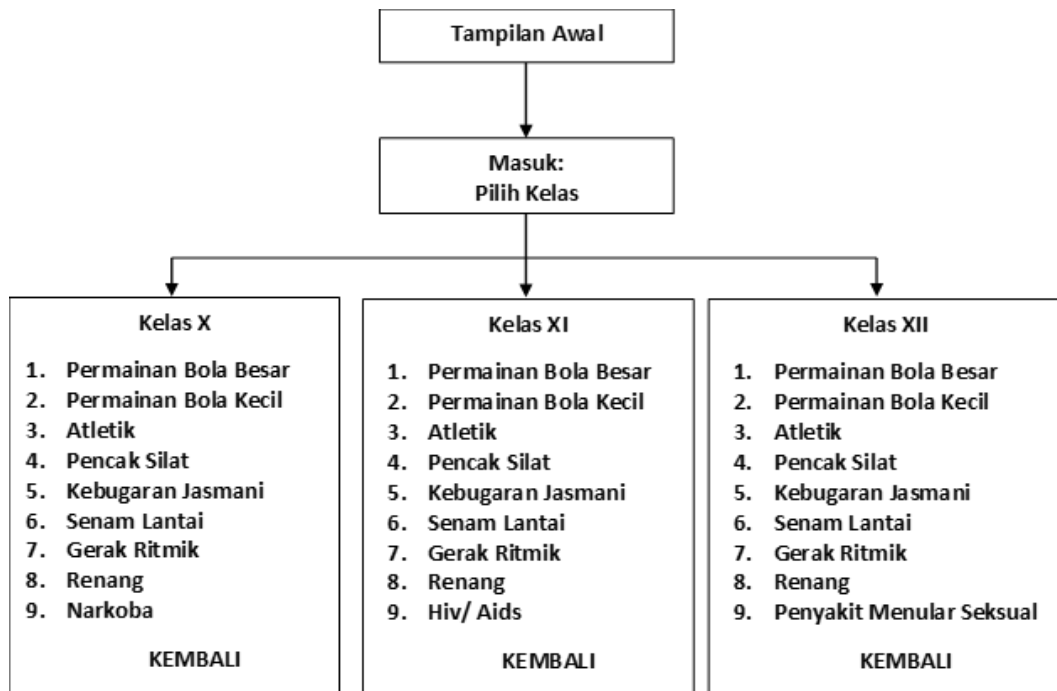 Tampilan Awal
Masuk:
Pilih Kelas
Kelas X
1. Permainan Bola Besar
2. Permainan Bola Kecil
3. Atletik
4. Pencak Silat
5. Kebugaran Jasmani
6. Senam Lantai
7. Gerak Ritmik
8. Renang
9. Narkoba
KEMBALI
Kelas XI
1. Permainan Bola Besar
2. Permainan Bola Kecil
3. Atletik
4. Pencak Silat
5. Kebugaran Jasmani
6. Senam Lantai
7. Gerak Ritmik
8. Renang
9. Hiv/ Aids
KEMBALI
Kelas XII
1. Permainan Bola Besar
2. Permainan Bola Kecil
3. Atletik
4. Pencak Silat
5. Kebugaran Jasmani
6. Senam Lantai
7. Gerak Ritmik
8. Renang
9. Penyakit Menular Seksual
KEMBALI